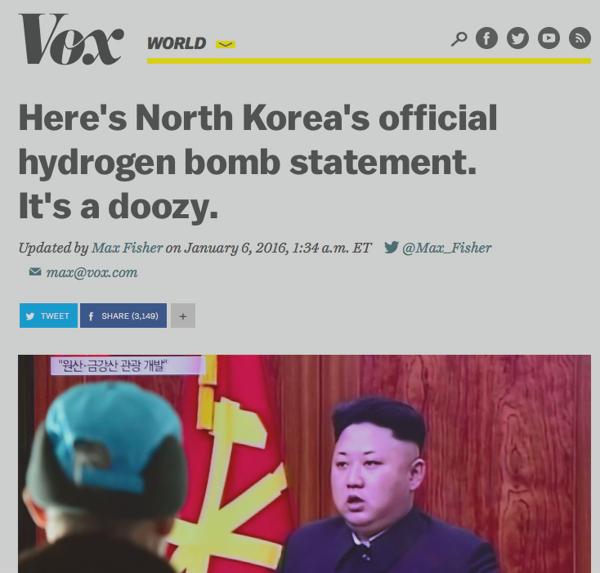 Vox
WORLD
Here's North Korea's official
hydrogen bomb statement.
It's a doozy.
Updated by Max Fisher on January 6, 2016, 1:34 a.m. ET @Max_Fisher
max@vox.com
TWEET SHARE (3,149) +
"원산·금강산 관광 개발"